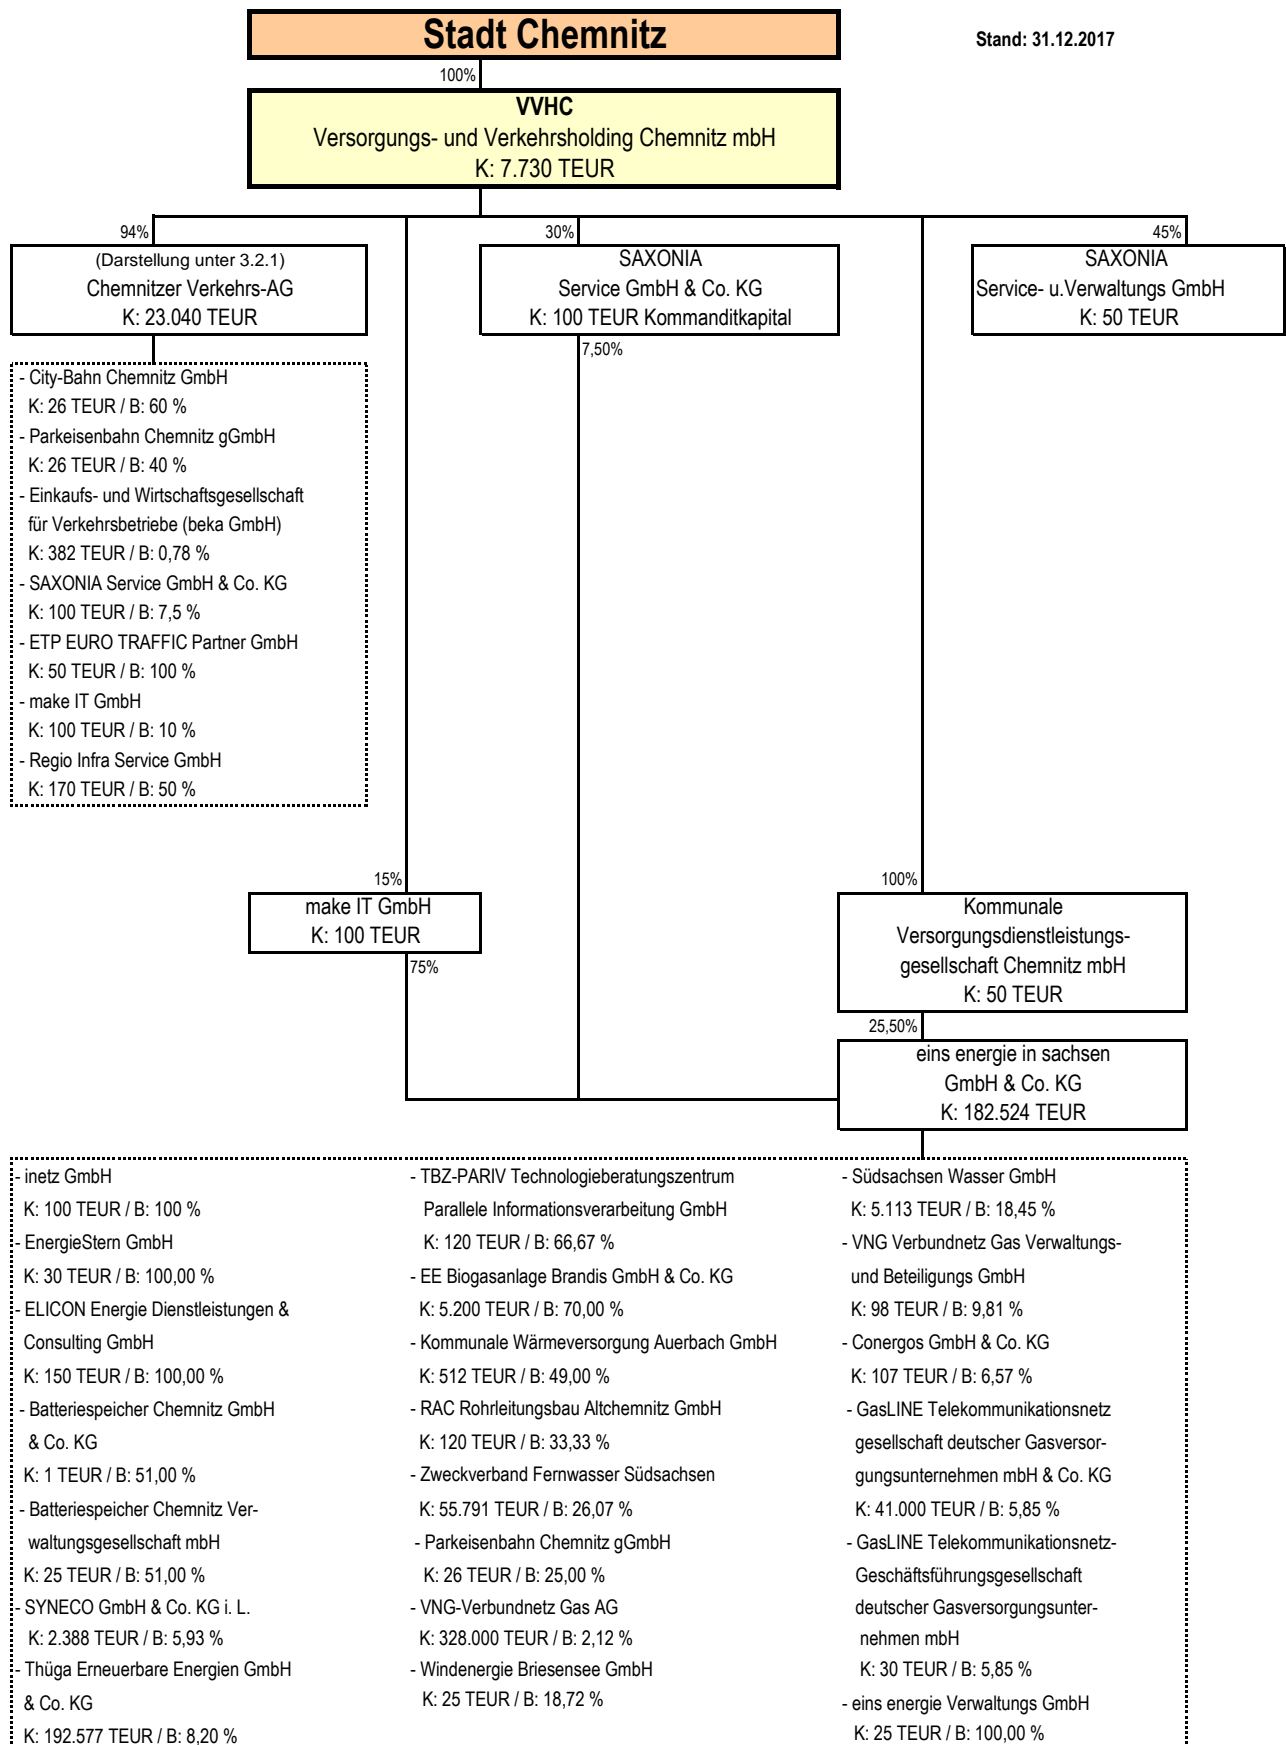 Stadt Chemnitz
Stand: 31.12.2017
100%
VVHC
Versorgungs- und Verkehrsholding Chemnitz mbH
K: 7.730 TEUR
94%
(Darstellung unter 3.2.1)
Chemnitzer Verkehrs-AG
K: 23.040 TEUR
30%
SAXONIA
Service GmbH & Co. KG
K: 100 TEUR Kommanditkapital
7,50%
45%
SAXONIA
Service- u.Verwaltungs GmbH
K: 50 TEUR
- City-Bahn Chemnitz GmbH
K: 26 TEUR / B: 60 %
- Parkeisenbahn Chemnitz gGmbH
K: 26 TEUR / B: 40 %
- Einkaufs- und Wirtschaftsgesellschaft
für Verkehrsbetriebe (beka GmbH)
K: 382 TEUR / B: 0,78 %
- SAXONIA Service GmbH & Co. KG
K: 100 TEUR / B: 7,5 %
- ETP EURO TRAFFIC Partner GmbH
K: 50 TEUR / B: 100 %
- make IT GmbH
K: 100 TEUR / B: 10 %
- Regio Infra Service GmbH
K: 170 TEUR / B: 50 %
15%
make IT GmbH
K: 100 TEUR
75%
100%
Kommunale
Versorgungsdienstleistungs-
gesellschaft Chemnitz mbH
K: 50 TEUR
25,50%
eins energie in sachsen
GmbH & Co. KG
K: 182.524 TEUR
- inetz GmbH
K: 100 TEUR / B: 100 %
- EnergieStern GmbH
K: 30 TEUR / B: 100,00 %
- ELICON Energie Dienstleistungen &
Consulting GmbH
K: 150 TEUR / B: 100,00 %
- Batteriespeicher Chemnitz GmbH
& Co. KG
K: 1 TEUR / B: 51,00 %
- Batteriespeicher Chemnitz Ver-
waltungsgesellschaft mbH
K: 25 TEUR / B: 51,00 %
- SYNECO GmbH & Co. KG i. L.
K: 2.388 TEUR / B: 5,93 %
- Thüga Erneuerbare Energien GmbH
& Co. KG
K: 192.577 TEUR / B: 8,20 %
- TBZ-PARIV Technologieberatungszentrum
Parallele Informationsverarbeitung GmbH
K: 120 TEUR / B: 66,67 %
- EE Biogasanlage Brandis GmbH & Co. KG
K: 5.200 TEUR / B: 70,00 %
- Kommunale Wärmeversorgung Auerbach GmbH
K: 512 TEUR / B: 49,00 %
- RAC Rohrleitungsbau Altchemnitz GmbH
K: 120 TEUR / B: 33,33 %
- Zweckverband Fernwasser Südsachsen
K: 55.791 TEUR / B: 26,07 %
- Parkeisenbahn Chemnitz gGmbH
K: 26 TEUR / B: 25,00 %
- VNG-Verbundnetz Gas AG
K: 328.000 TEUR / B: 2,12 %
- Windenergie Briesensee GmbH
K: 25 TEUR / B: 18,72 %
- Südsachsen Wasser GmbH
K: 5.113 TEUR / B: 18,45 %
- VNG Verbundnetz Gas Verwaltungs-
und Beteiligungs GmbH
K: 98 TEUR / B: 9,81 %
- Conergos GmbH & Co. KG
K: 107 TEUR / B: 6,57 %
- GasLINE Telekommunikationsnetz
gesellschaft deutscher Gasversor-
gungsunternehmen mbH & Co. KG
K: 41.000 TEUR / B: 5,85 %
- GasLINE Telekommunikationsnetz-
Geschäftsführungsgesellschaft
deutscher Gasversorgungsunter-
nehmen mbH
K: 30 TEUR / B: 5,85 %
- eins energie Verwaltungs GmbH
K: 25 TEUR / B: 100,00 %